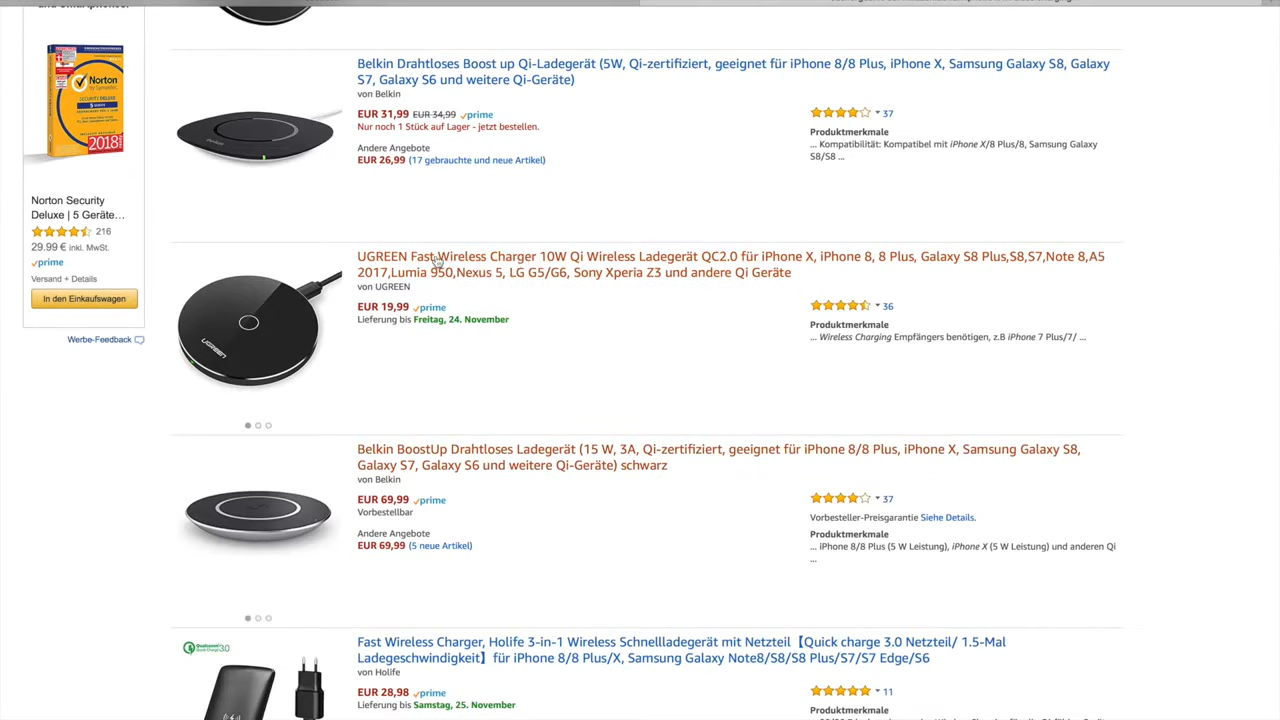 Norton
by Symantec
SECURITY DELUXE
2018
Norton Security
Deluxe | 5 Geräte…
216
29.99 € inkl. MwSt.
prime
Versand + Details
In den Einkaufswagen
Werbe-Feedback
Belkin Drahtloses Boost up Qi-Ladegerät (5W, Qi-zertifiziert, geeignet für iPhone 8/8 Plus, iPhone X, Samsung Galaxy S8, Galaxy
S7, Galaxy S6 und weitere Qi-Geräte)
von Belkin
EUR 31,99 EUR 34,99 prime
Nur noch 1 Stück auf Lager - jetzt bestellen.
Andere Angebote
EUR 26,99 (17 gebrauchte und neue Artikel)
37
Produktmerkmale
... Kompatibilität: Kompatibel mit iPhone X/8 Plus/8, Samsung Galaxy
S8/S8 ...
UGREEN Fast Wireless Charger 10W Qi Wireless Ladegerät QC2.0 für iPhone X, iPhone 8, 8 Plus, Galaxy S8 Plus,S8,S7,Note 8,A5
2017,Lumia 950,Nexus 5, LG G5/G6, Sony Xperia Z3 und andere Qi Geräte
von UGREEN
EUR 19,99 prime
Lieferung bis Freitag, 24. November
36
Produktmerkmale
... Wireless Charging Empfängers benötigen, z.B iPhone 7 Plus/7/ ...
UGREEN
Belkin BoostUp Drahtloses Ladegerät (15 W, 3A, Qi-zertifiziert, geeignet für iPhone 8/8 Plus, iPhone X, Samsung Galaxy S8,
Galaxy S7, Galaxy S6 und weitere Qi-Geräte) schwarz
von Belkin
EUR 69,99 prime
Vorbestellbar
Andere Angebote
EUR 69,99 (5 neue Artikel)
37
Vorbesteller-Preisgarantie Siehe Details.
Produktmerkmale
... iPhone 8/8 Plus (5 W Leistung), iPhone X (5 W Leistung) und anderen Qi
...
Qualcomm
3.0
Fast Wireless Charger, Holife 3-in-1 Wireless Schnellladegerät mit Netzteil【Quick charge 3.0 Netzteil/ 1.5-Mal
Ladegeschwindigkeit】für iPhone 8/8 Plus/X, Samsung Galaxy Note8/S8/S8 Plus/S7/S7 Edge/S6
von Holife
EUR 28,98 prime
Lieferung bis Samstag, 25. November
11
Produktmerkmale